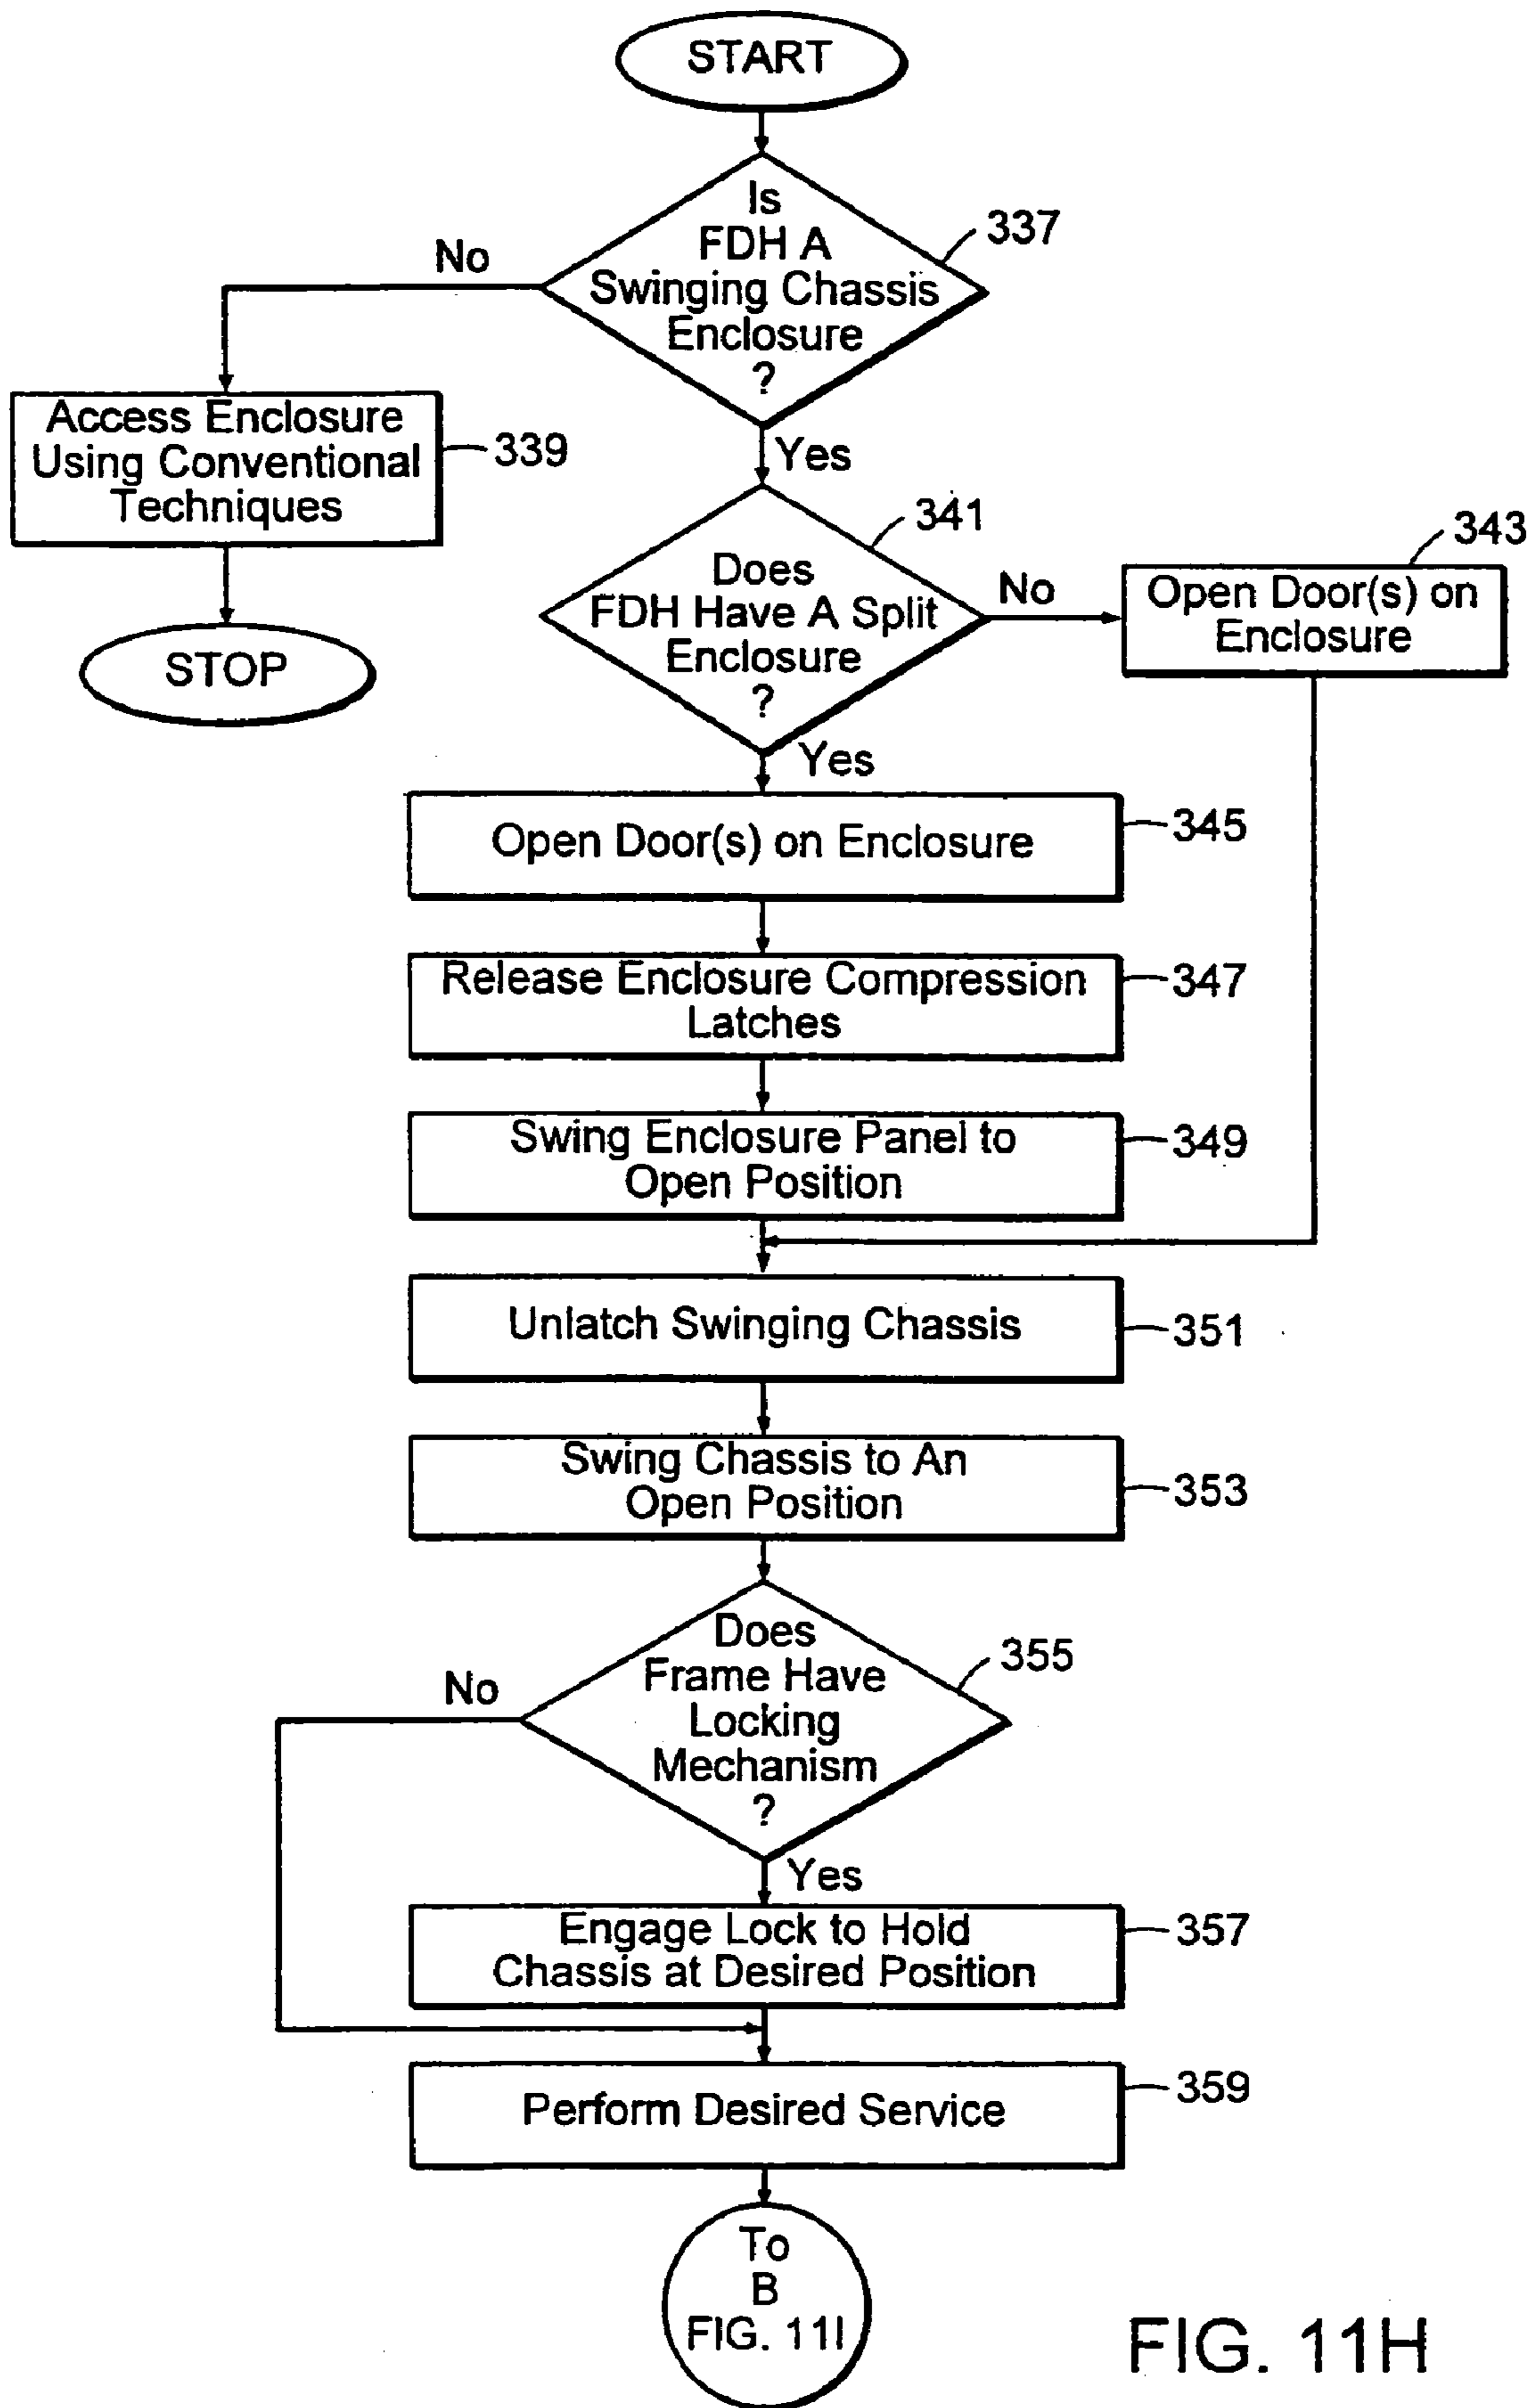 START
Is
FDH A
Swinging Chassis
Enclosure
?
337
No
Yes
Access Enclosure
Using Conventional
Techniques
339
STOP
Does
FDH Have A Split
Enclosure
?
341
No
Open Door(s) on
Enclosure
343
Yes
Open Door(s) on Enclosure
345
Release Enclosure Compression
Latches
347
Swing Enclosure Panel to
Open Position
349
Unlatch Swinging Chassis
351
Swing Chassis to An
Open Position
353
Does
Frame Have
Locking
Mechanism
?
355
No
Yes
Engage Lock to Hold
Chassis at Desired Position
357
Perform Desired Service
359
To
B
FIG. 11I
FIG. 11H